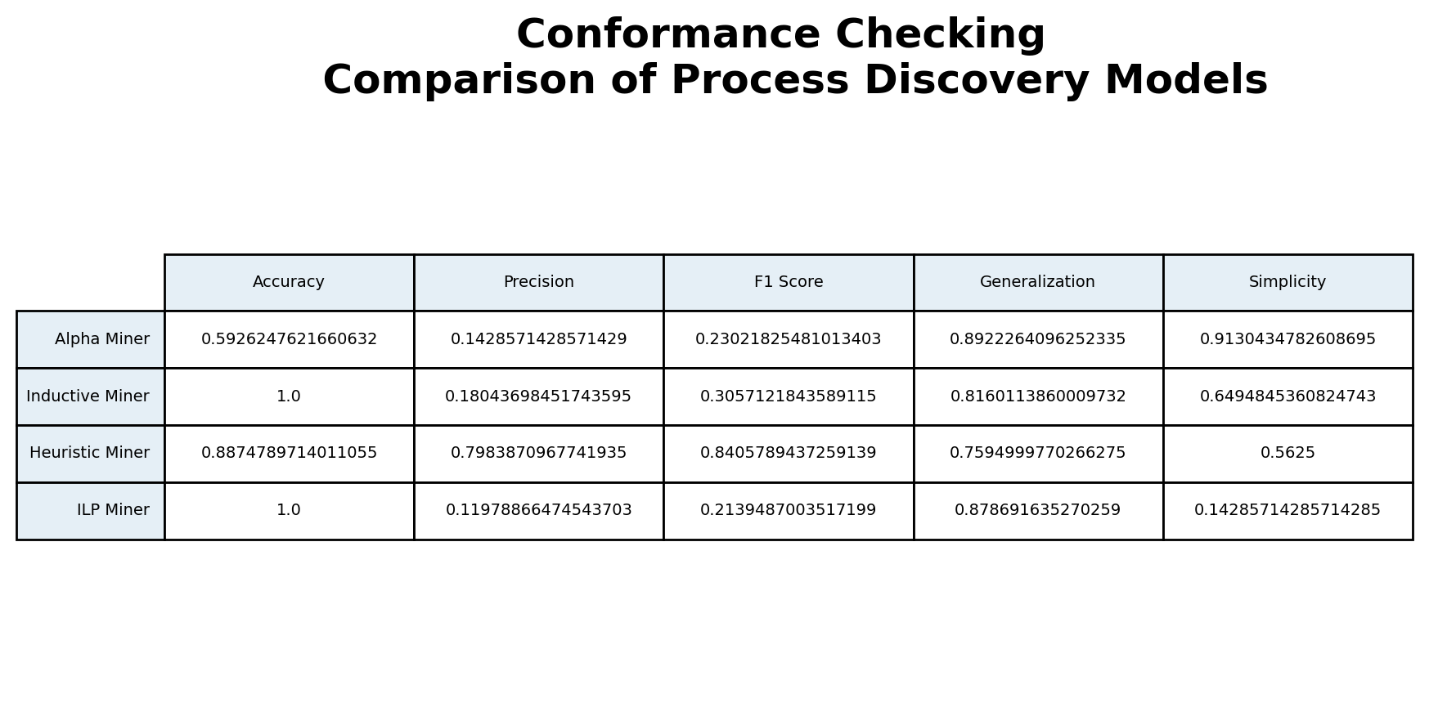 Conformance Checking
Comparison of Process Discovery Models
Accuracy Precision F1 Score Generalization Simplicity
Alpha Miner 0.5926247621660632 0.1428571428571429 0.23021825481013403 0.8922264096252335 0.9130434782608695
Inductive Miner 1.0 0.18043698451743595 0.3057121843589115 0.8160113860009732 0.6494845360824743
Heuristic Miner 0.8874789714011055 0.7983870967741935 0.8405789437259139 0.7594999770266275 0.5625
ILP Miner 1.0 0.11978866474543703 0.2139487003517199 0.878691635270259 0.14285714285714285